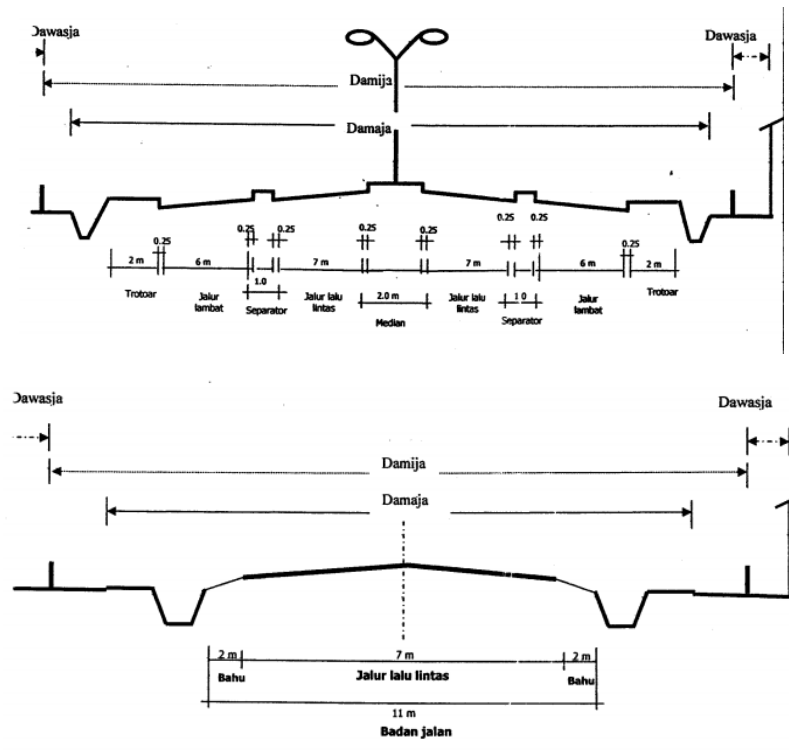 Dawasja
Dawasja
Damija
Damaja
0.25 0.25 0.25 0.25 0.25 0.25
0.25 0.25
2 m 6 m 7 m 7 m 6 m 2 m
1.0 2.0 m 1 0
Trotoar Jalur lambat Separator Jalur lalu lintas Median Jalur lalu lintas Separator Jalur lambat Trotoar
Dawasja
Dawasja
Damija
Damaja
2 m 7 m 2 m
Bahu Jalur lalu lintas Bahu
11 m
Badan jalan